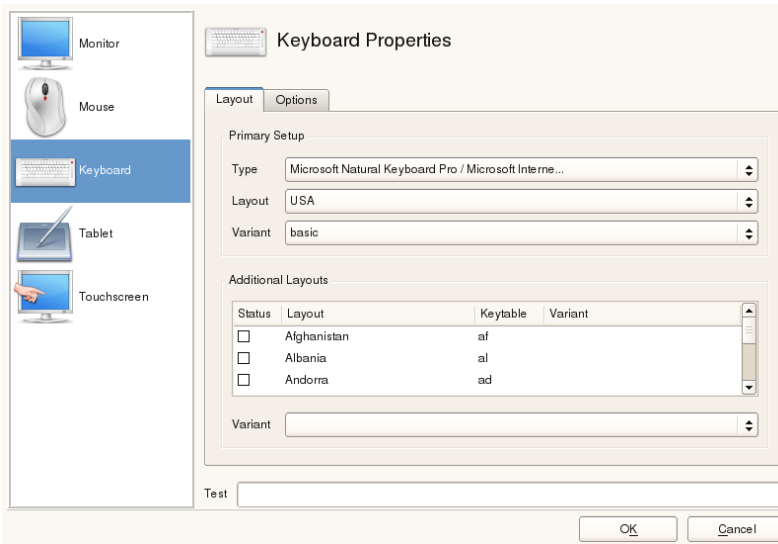 Monitor
Mouse
Keyboard
Tablet
Touchscreen
Keyboard Properties
Layout Options
Primary Setup
Type Microsoft Natural Keyboard Pro / Microsoft Interne...
Layout USA
Variant basic
Additional Layouts
Status Layout Keytable Variant
Afghanistan af
Albania al
Andorra ad
Variant
Test
OK Cancel